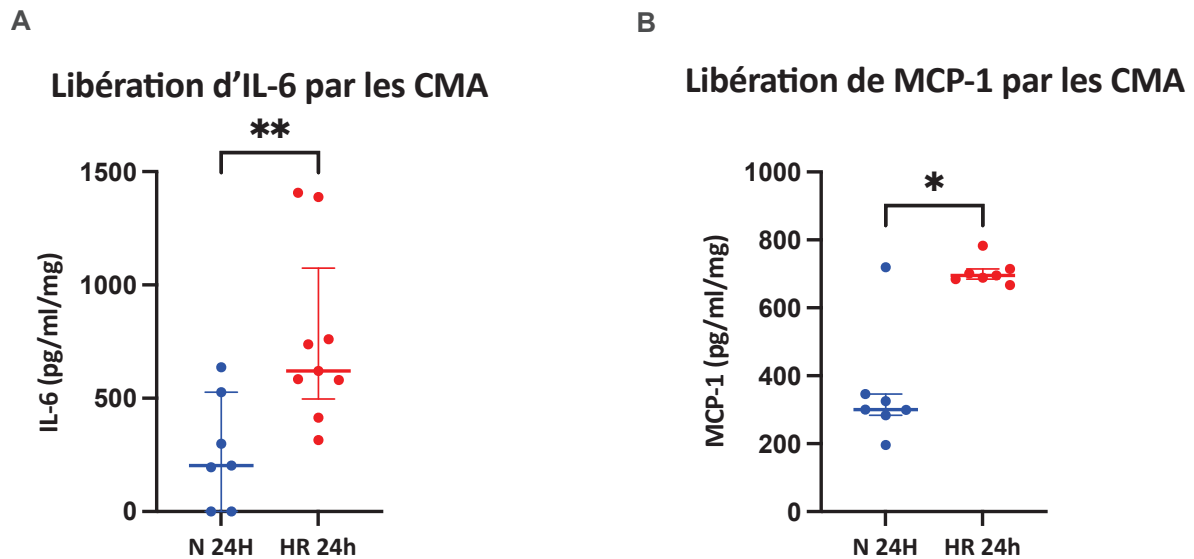 A
Libération d'IL-6 par les CMA
**
1500
1000
500
0
IL-6 (pg/ml/mg)
N 24H
HR 24h
B
Libération de MCP-1 par les CMA
*
1000
800
600
400
200
0
MCP-1 (pg/ml/mg)
N 24H
HR 24h